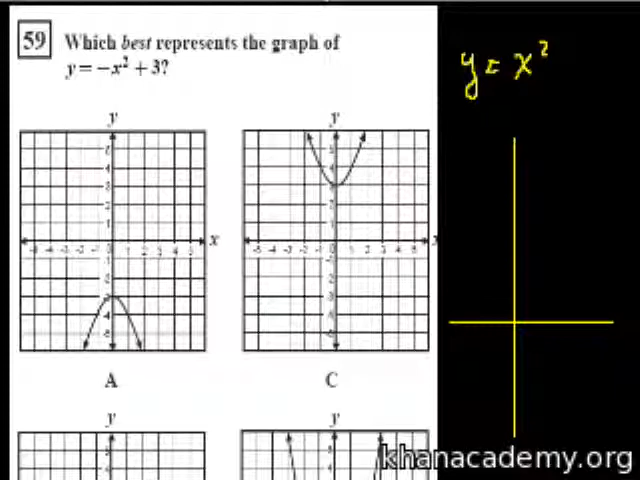 59 Which best represents the graph of
y = −x² + 3?
y = x²
y
y
x
A
C
y
y
khanacademy.org